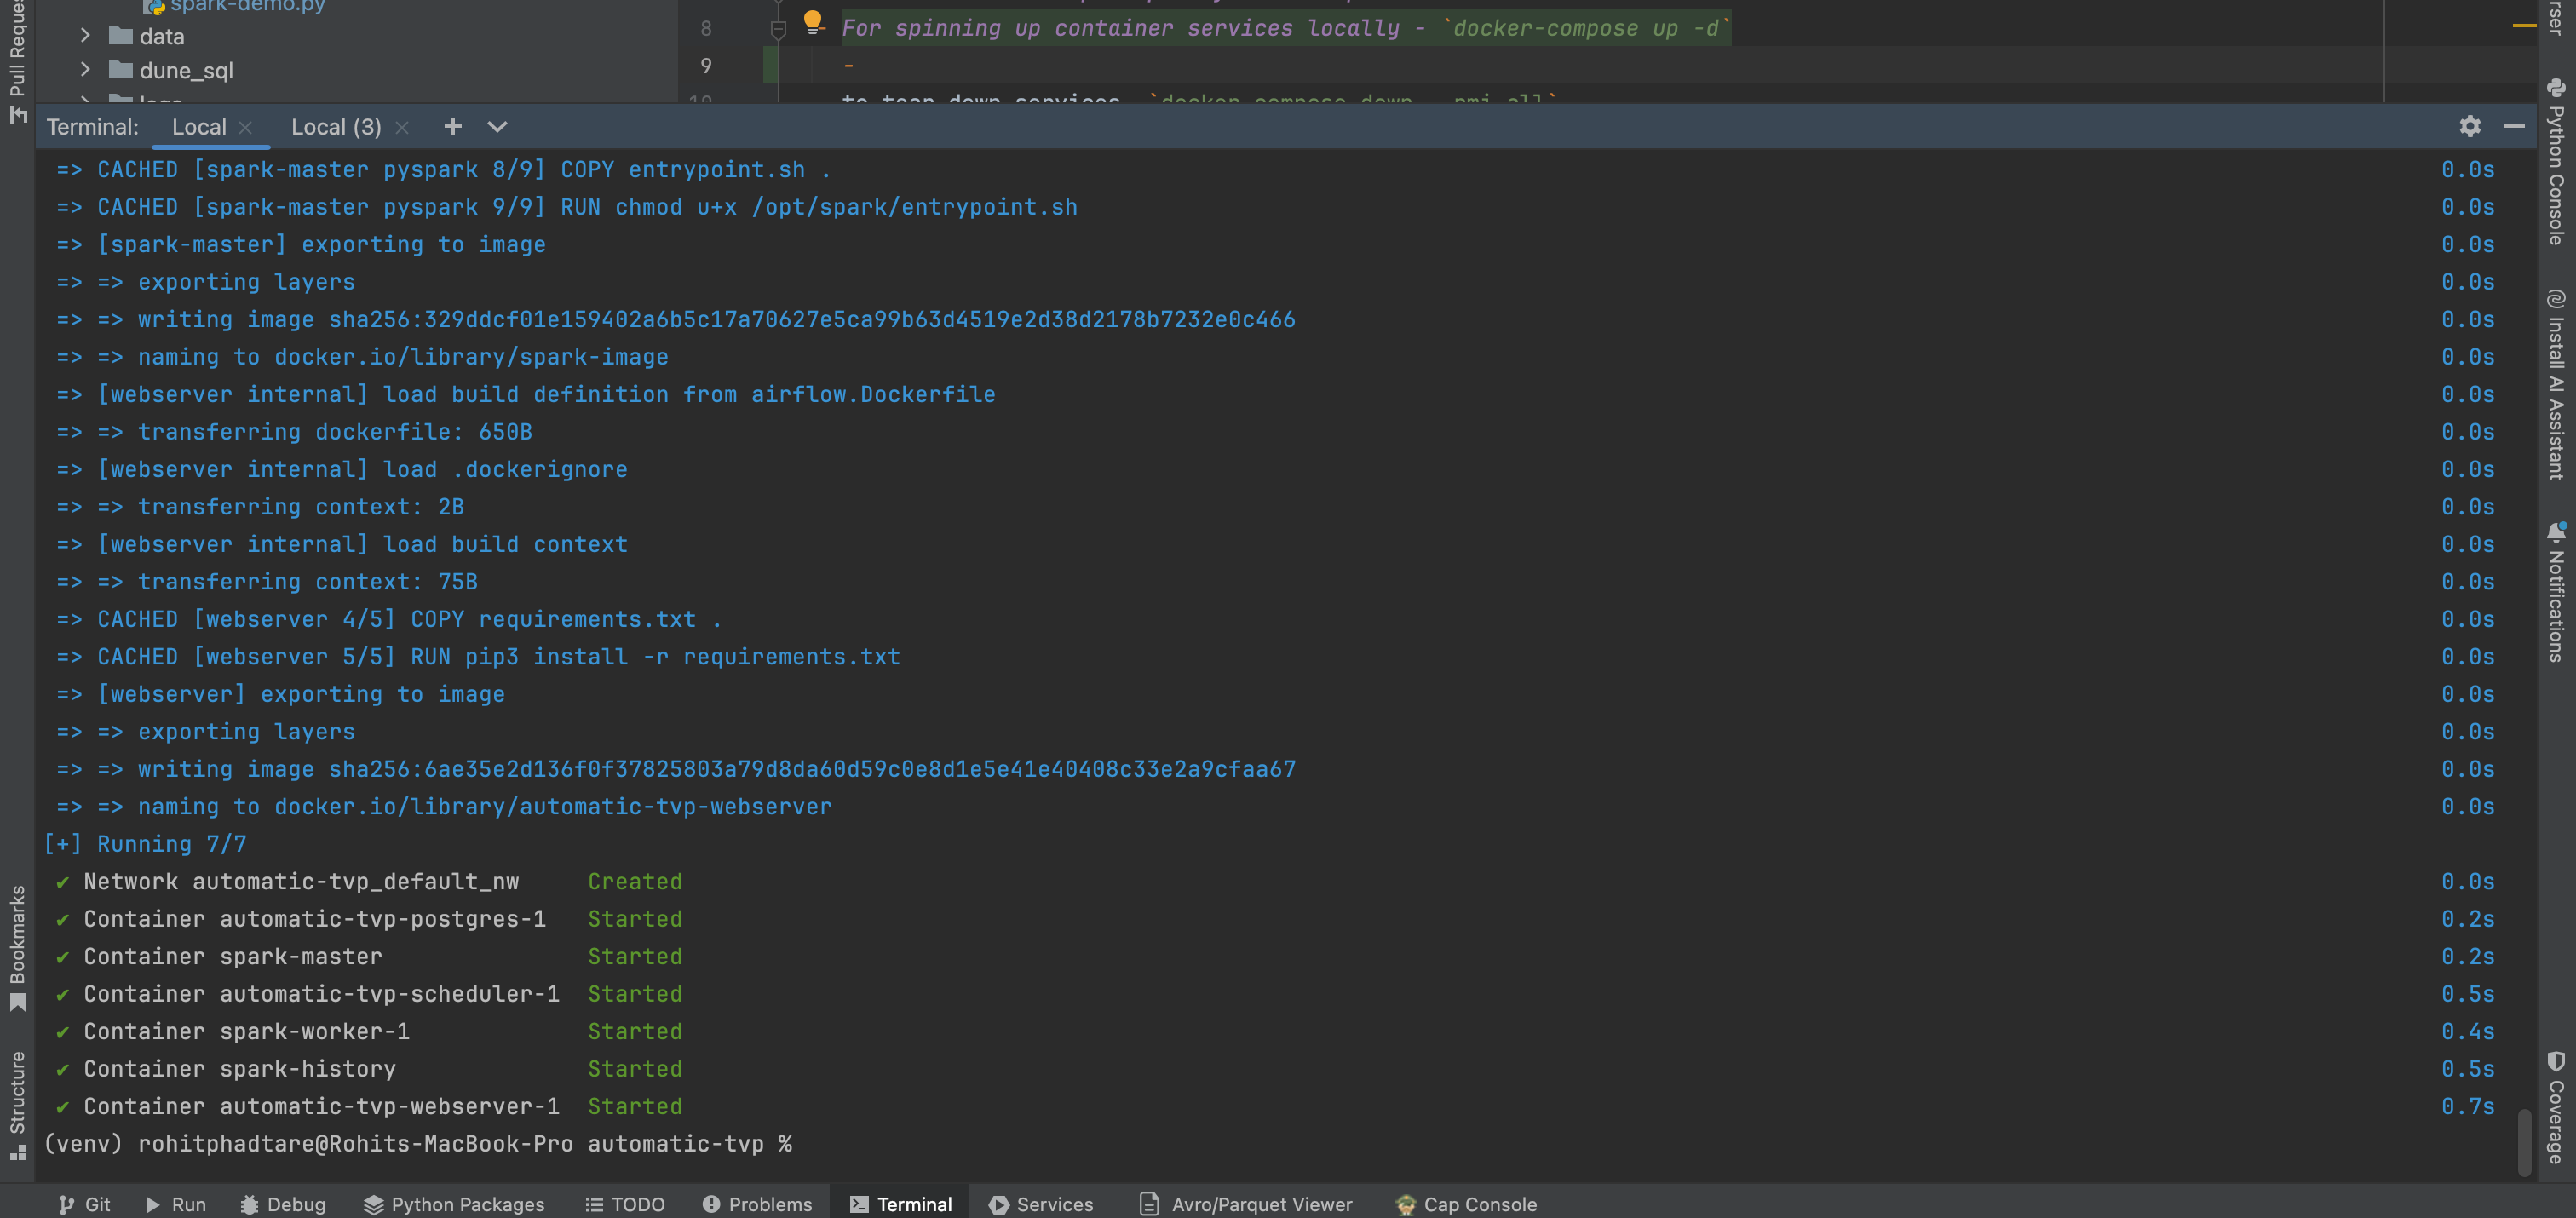 spark-demo.py
data
dune_sql
8
For spinning up container services locally - `docker-compose up -d`
9
-
Pull Reques
Terminal:
Local
Local (3)
=> CACHED [spark-master pyspark 8/9] COPY entrypoint.sh . 0.0s
=> CACHED [spark-master pyspark 9/9] RUN chmod u+x /opt/spark/entrypoint.sh 0.0s
=> [spark-master] exporting to image 0.0s
=> => exporting layers 0.0s
=> => writing image sha256:329ddcf01e159402a6b5c17a70627e5ca99b63d4519e2d38d2178b7232e0c466 0.0s
=> => naming to docker.io/library/spark-image 0.0s
=> [webserver internal] load build definition from airflow.Dockerfile 0.0s
=> => transferring dockerfile: 650B 0.0s
=> [webserver internal] load .dockerignore 0.0s
=> => transferring context: 2B 0.0s
=> [webserver internal] load build context 0.0s
=> => transferring context: 75B 0.0s
=> CACHED [webserver 4/5] COPY requirements.txt . 0.0s
=> CACHED [webserver 5/5] RUN pip3 install -r requirements.txt 0.0s
=> [webserver] exporting to image 0.0s
=> => exporting layers 0.0s
=> => writing image sha256:6ae35e2d136f0f37825803a79d8da60d59c0e8d1e5e41e40408c33e2a9cfaa67 0.0s
=> => naming to docker.io/library/automatic-tvp-webserver 0.0s
[+] Running 7/7
✔ Network automatic-tvp_default_nw Created 0.0s
✔ Container automatic-tvp-postgres-1 Started 0.2s
✔ Container spark-master Started 0.2s
✔ Container automatic-tvp-scheduler-1 Started 0.5s
✔ Container spark-worker-1 Started 0.4s
✔ Container spark-history Started 0.5s
✔ Container automatic-tvp-webserver-1 Started 0.7s
(venv) rohitphadtare@Rohits-MacBook-Pro automatic-tvp %
Bookmarks
Structure
rser
Python Console
Install AI Assistant
Notifications
Coverage
Git
Run
Debug
Python Packages
TODO
Problems
Terminal
Services
Avro/Parquet Viewer
Cap Console